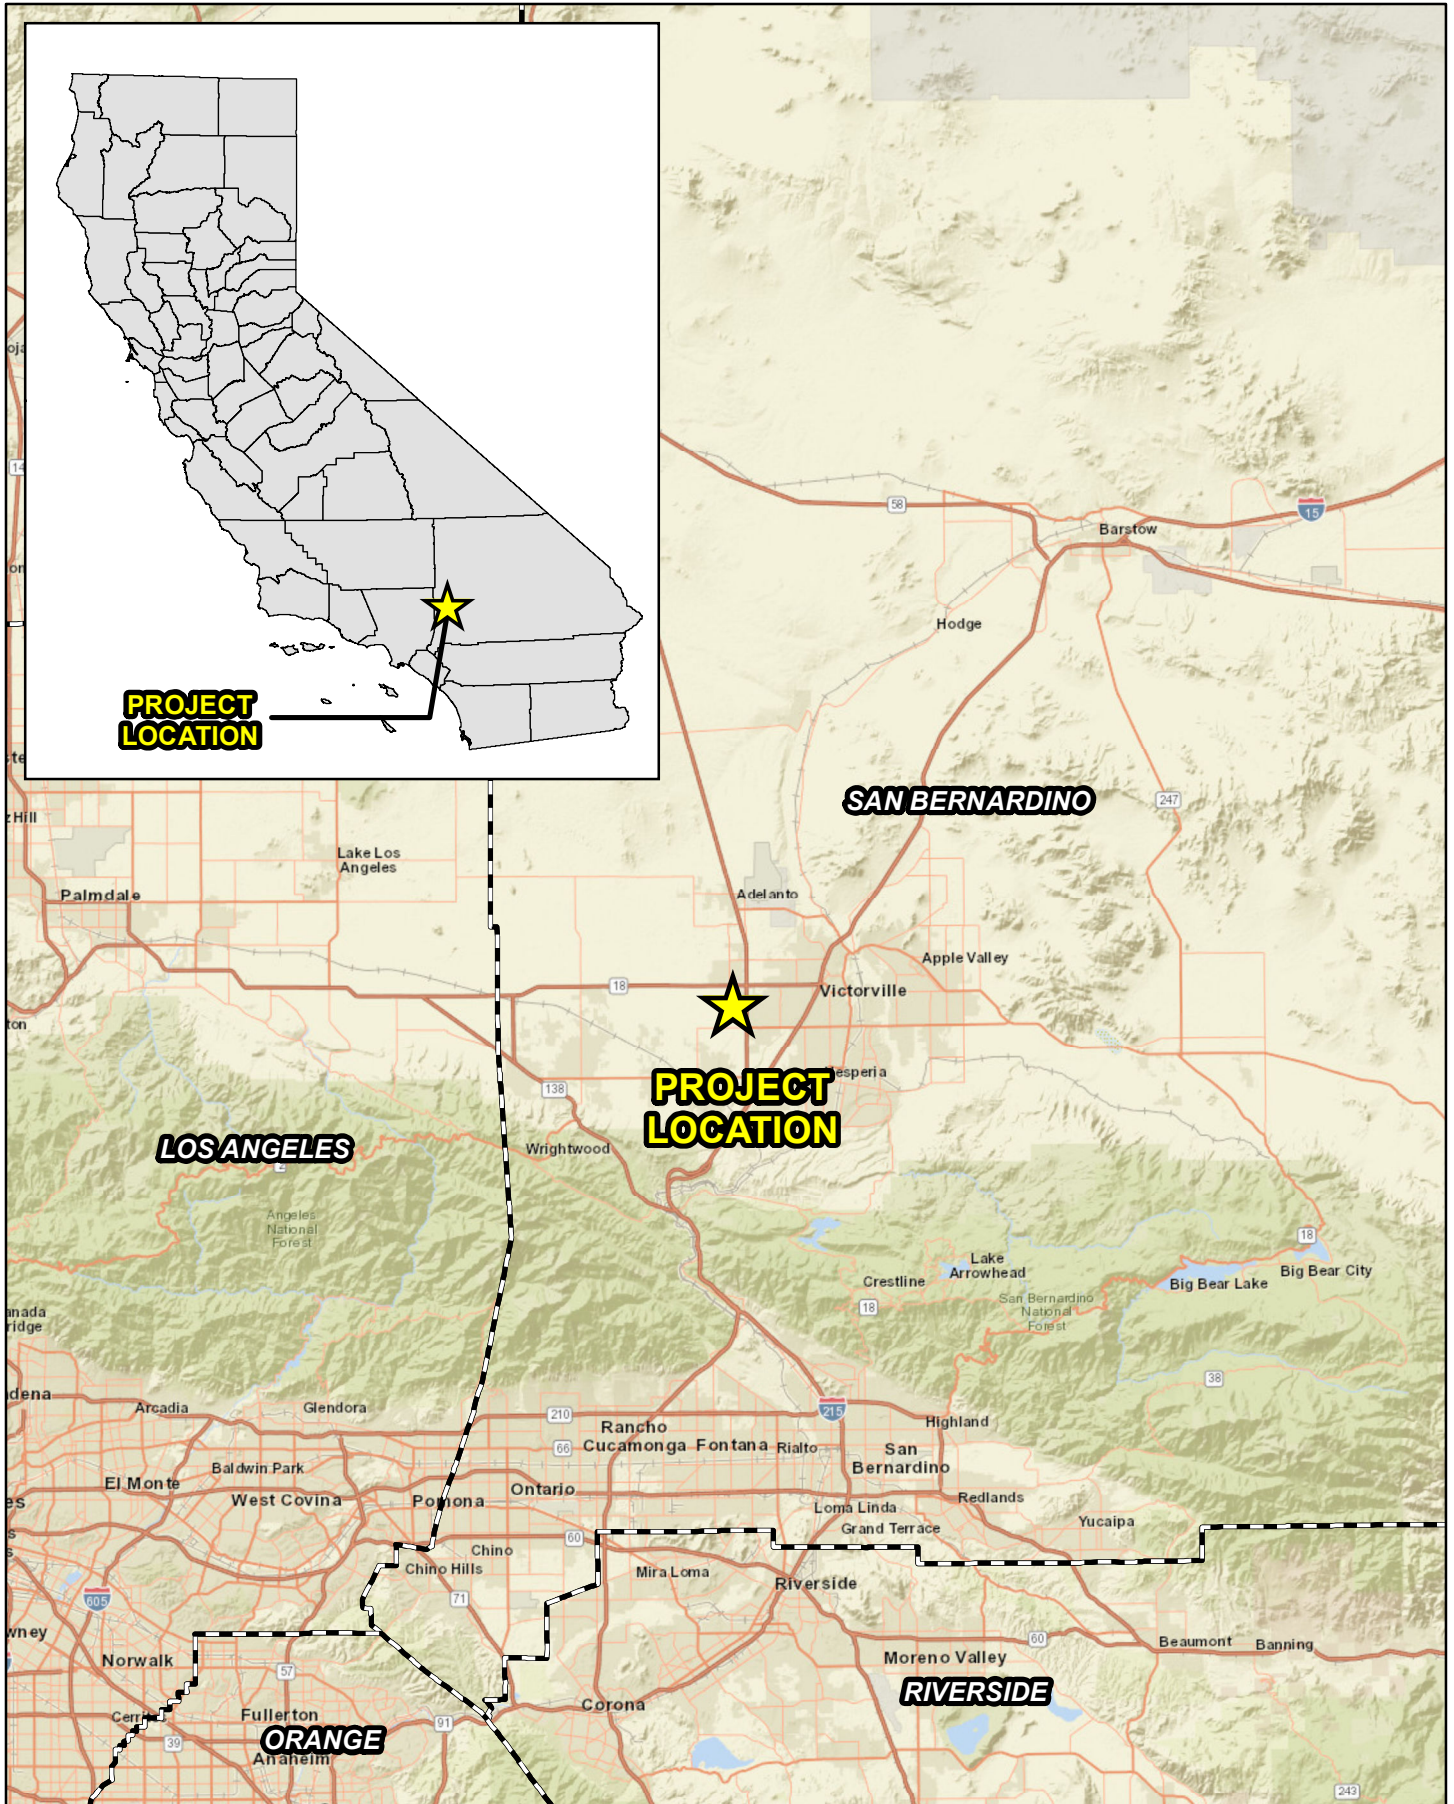 PROJECT
LOCATION
14
58
15
Barstow
Hodge
SAN BERNARDINO
247
Hill
Lake Los
Angeles
Palmdale
Adelanto
Apple Valley
18
Victorville
PROJECT
LOCATION
138
Wrightwood
LOS ANGELES
2
Angeles
National
Forest
18
Lake
Arrowhead
Big Bear City
Crestline
Big Bear Lake
San Bernardino
National
Forest
18
38
Arcadia
Glendora
210
215
Highland
Rancho
Cucamonga
Fontana
Rialto
66
San
Bernardino
Baldwin Park
El Monte
West Covina
Pomona
Ontario
Redlands
Loma Linda
Grand Terrace
Yucaipa
60
Chino
Chino Hills
Mira Loma
Riverside
605
71
Norwalk
57
60
Beaumont
Banning
Moreno Valley
RIVERSIDE
Corona
Fullerton
91
39
ORANGE
Anaheim
243